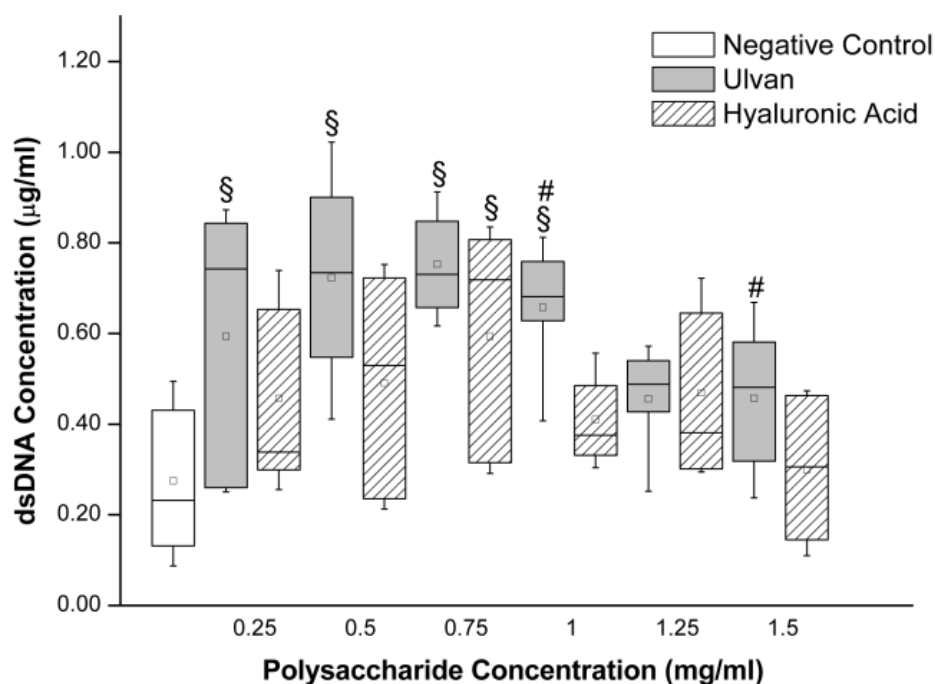 1.20
1.00
0.80
0.60
0.40
0.20
0.00
dsDNA Concentration (μg/ml)
Negative Control
Ulvan
Hyaluronic Acid
§
§
§
§
#
§
#
0.25 0.5 0.75 1 1.25 1.5
Polysaccharide Concentration (mg/ml)